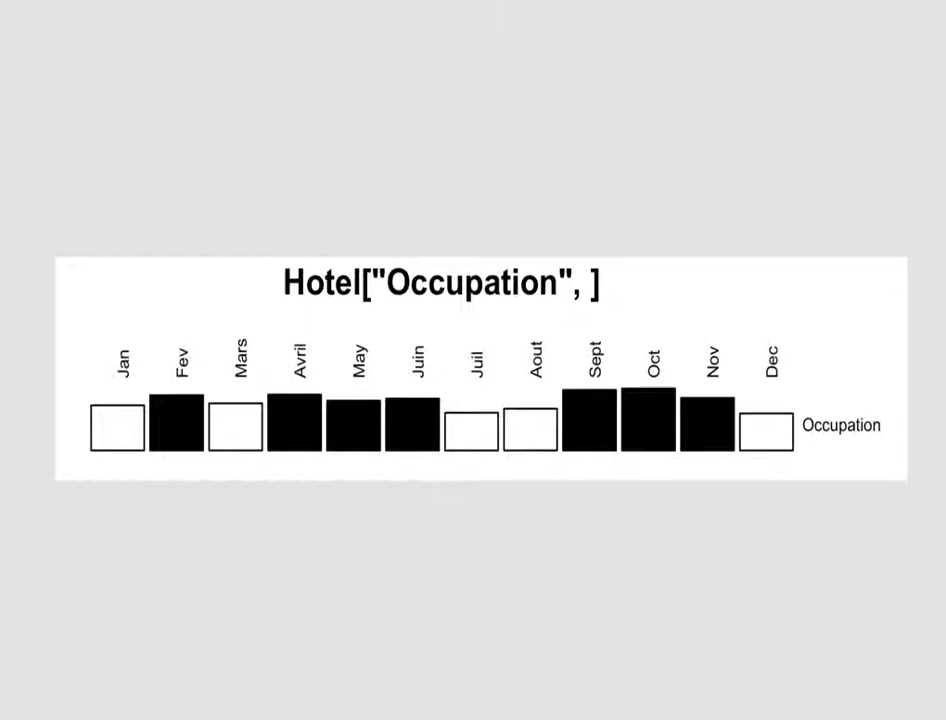 Hotel["Occupation", ]
Jan Fev Mars Avril May Juin Juil Aout Sept Oct Nov Dec
Occupation